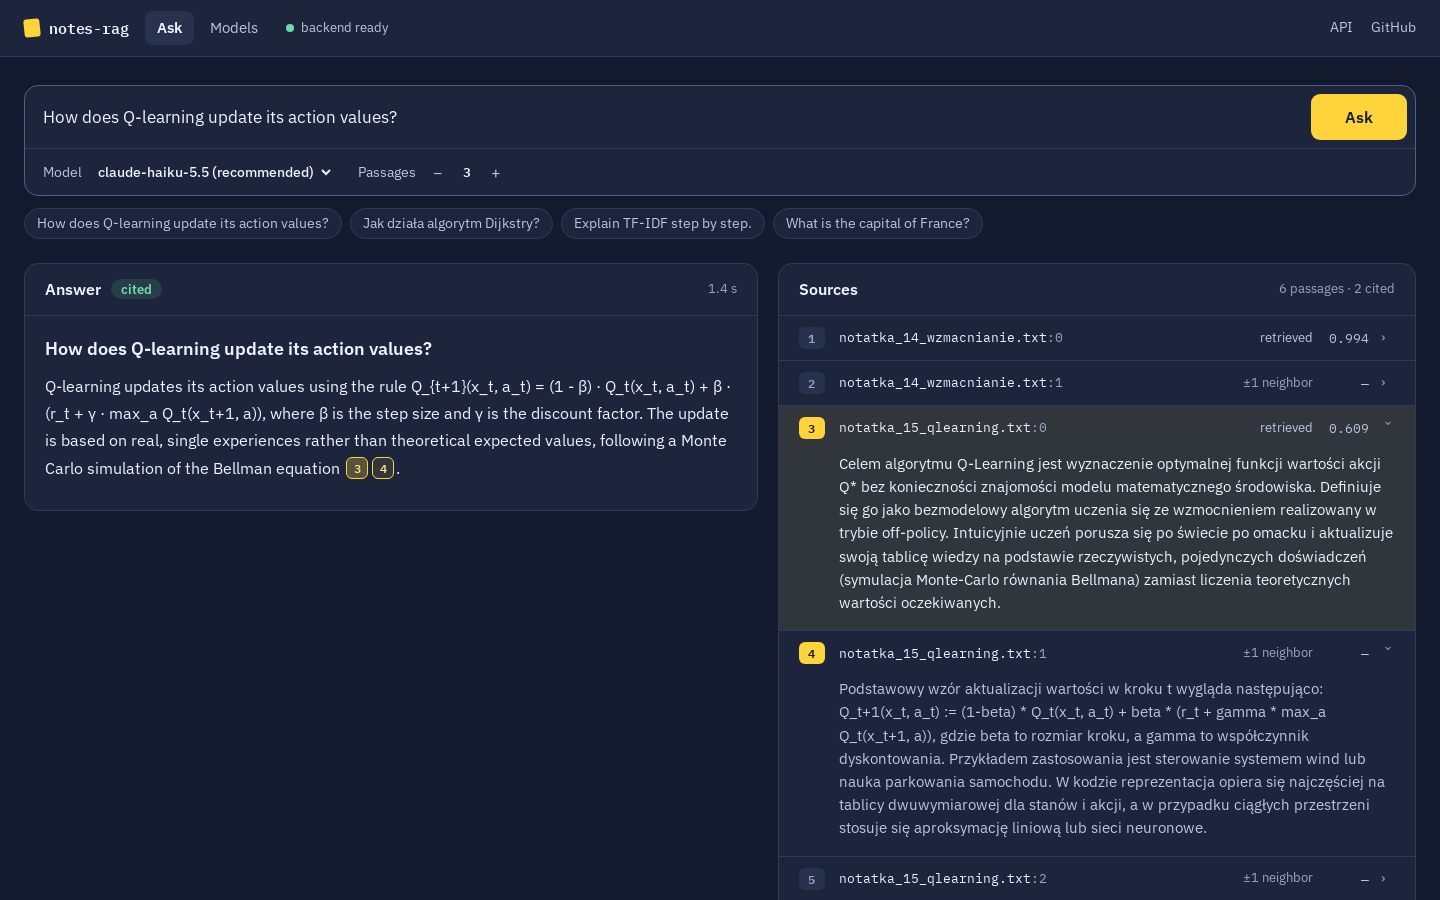 notes-rag Ask Models backend ready API GitHub
How does Q-learning update its action values? Ask
Model claude-haiku-5.5 (recommended) Passages – 3 +
How does Q-learning update its action values? Jak działa algorytm Dijkstry? Explain TF-IDF step by step. What is the capital of France?
Answer cited 1.4 s
How does Q-learning update its action values?
Q-learning updates its action values using the rule Q_{t+1}(x_t, a_t) = (1 - β) · Q_t(x_t, a_t) + β ·
(r_t + γ · max_a Q_t(x_t+1, a)), where β is the step size and γ is the discount factor. The update
is based on real, single experiences rather than theoretical expected values, following a Monte
Carlo simulation of the Bellman equation 3 4 .
Sources 6 passages · 2 cited
1 notatka_14_wzmacnianie.txt:0 retrieved 0.994 ›
2 notatka_14_wzmacnianie.txt:1 ±1 neighbor — ›
3 notatka_15_qlearning.txt:0 retrieved 0.609
Celem algorytmu Q-Learning jest wyznaczenie optymalnej funkcji wartości akcji
Q* bez konieczności znajomości modelu matematycznego środowiska. Definiuje
się go jako bezmodelowy algorytm uczenia się ze wzmocnieniem realizowany w
trybie off-policy. Intuicyjnie uczeń porusza się po świecie po omacku i aktualizuje
swoją tablicę wiedzy na podstawie rzeczywistych, pojedynczych doświadczeń
(symulacja Monte-Carlo równania Bellmana) zamiast liczenia teoretycznych
wartości oczekiwanych.
4 notatka_15_qlearning.txt:1 ±1 neighbor —
Podstawowy wzór aktualizacji wartości w kroku t wygląda następująco:
Q_t+1(x_t, a_t) := (1-beta) * Q_t(x_t, a_t) + beta * (r_t + gamma * max_a
Q_t(x_t+1, a)), gdzie beta to rozmiar kroku, a gamma to współczynnik
dyskontowania. Przykładem zastosowania jest sterowanie systemem wind lub
nauka parkowania samochodu. W kodzie reprezentacja opiera się najczęściej na
tablicy dwuwymiarowej dla stanów i akcji, a w przypadku ciągłych przestrzeni
stosuje się aproksymację liniową lub sieci neuronowe.
5 notatka_15_qlearning.txt:2 ±1 neighbor — ›